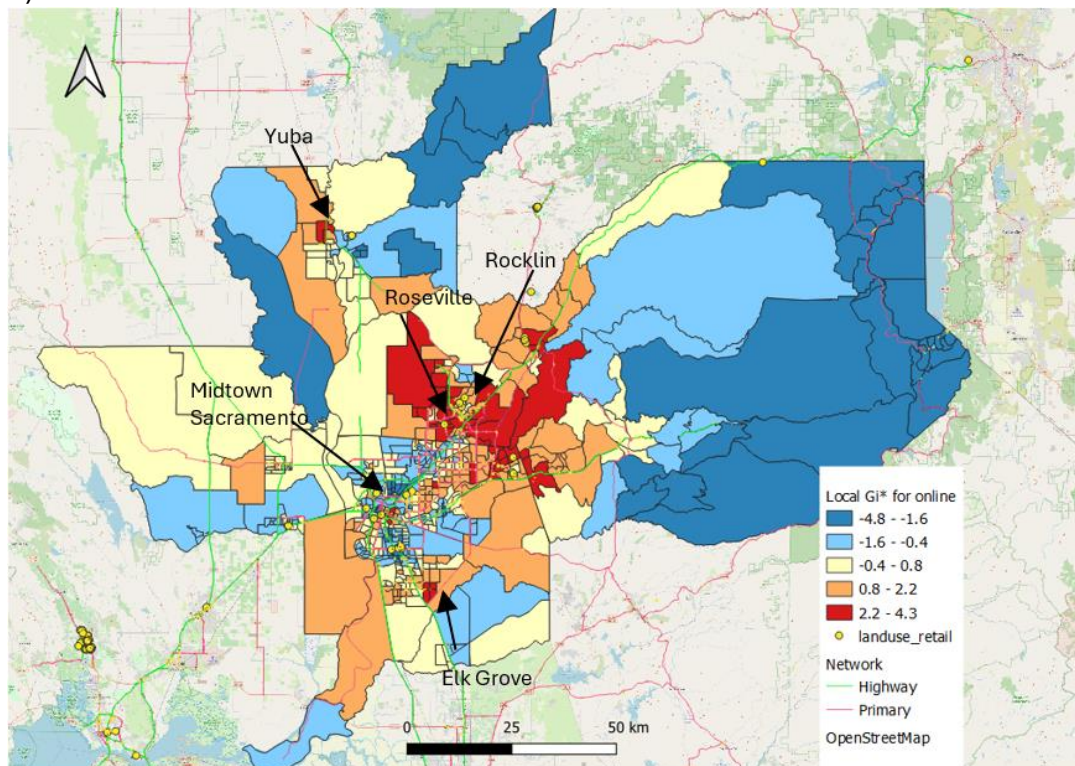 Yuba
Rocklin
Roseville
Midtown
Sacramento
Elk Grove
0 25 50 km
Local Gi* for online
-4.8 - -1.6
-1.6 - -0.4
-0.4 - 0.8
0.8 - 2.2
2.2 - 4.3
landuse_retail
Network
Highway
Primary
OpenStreetMap